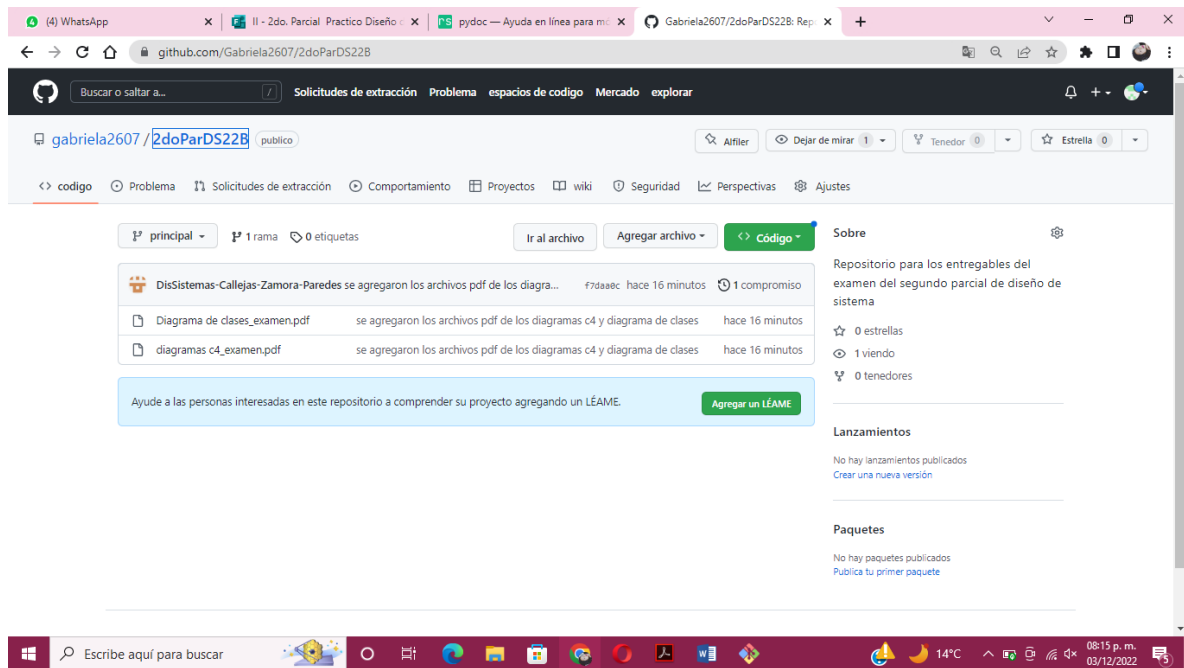 (4) WhatsApp
II - 2do. Parcial Practico Diseño
pydoc — Ayuda en línea para mó
Gabriela2607/2doParDS22B: Rep
github.com/Gabriela2607/2doParDS22B
Buscar o saltar a... /
Solicitudes de extracción Problema espacios de codigo Mercado explorar
gabriela2607 / 2doParDS22B publico
Alfiler Dejar de mirar 1 Tenedor 0 Estrella 0
<> codigo Problema Solicitudes de extracción Comportamiento Proyectos wiki Seguridad Perspectivas Ajustes
principal 1 rama 0 etiquetas Ir al archivo Agregar archivo <> Código
DisSistemas-Callejas-Zamora-Paredes se agregaron los archivos pdf de los diagra... f7daa0c hace 16 minutos 1 compromiso
Diagrama de clases_examen.pdf se agregaron los archivos pdf de los diagramas c4 y diagrama de clases hace 16 minutos
diagramas c4_examen.pdf se agregaron los archivos pdf de los diagramas c4 y diagrama de clases hace 16 minutos
Ayude a las personas interesadas en este repositorio a comprender su proyecto agregando un LÉAME. Agregar un LÉAME
Sobre
Repositorio para los entregables del
examen del segundo parcial de diseño de
sistema
0 estrellas
1 viendo
0 tenedores
Lanzamientos
No hay lanzamientos publicados
Crear una nueva versión
Paquetes
No hay paquetes publicados
Publica tu primer paquete
Escribe aquí para buscar
14°C
08:15 p. m.
03/12/2022
5